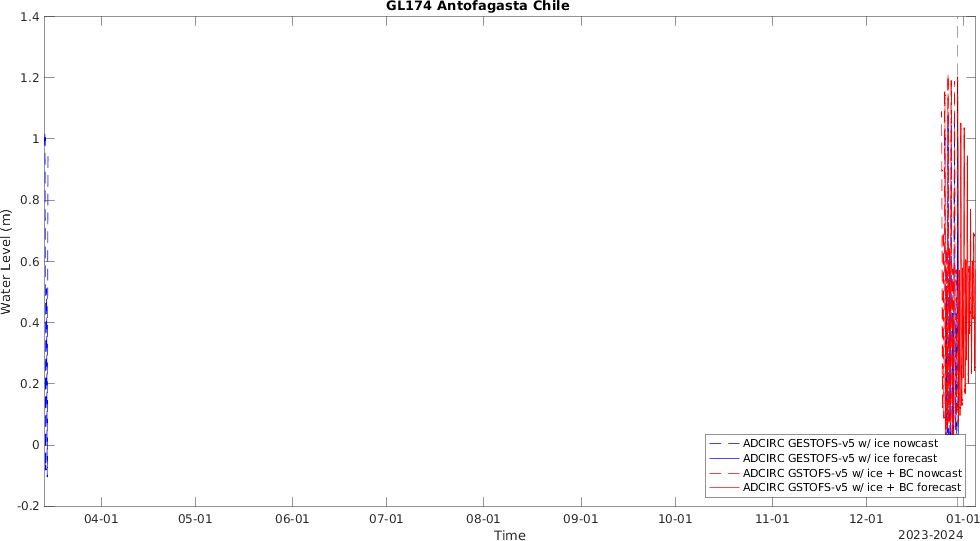 GL174 Antofagasta Chile
1.4
1.2
1
0.8
0.6
0.4
0.2
0
-0.2
Water Level (m)
ADCIRC GESTOFS-v5 w/ ice nowcast
ADCIRC GESTOFS-v5 w/ ice forecast
ADCIRC GSTOFS-v5 w/ ice + BC nowcast
ADCIRC GSTOFS-v5 w/ ice + BC forecast
04-01 05-01 06-01 07-01 08-01 09-01 10-01 11-01 12-01 01-01
Time
2023-2024